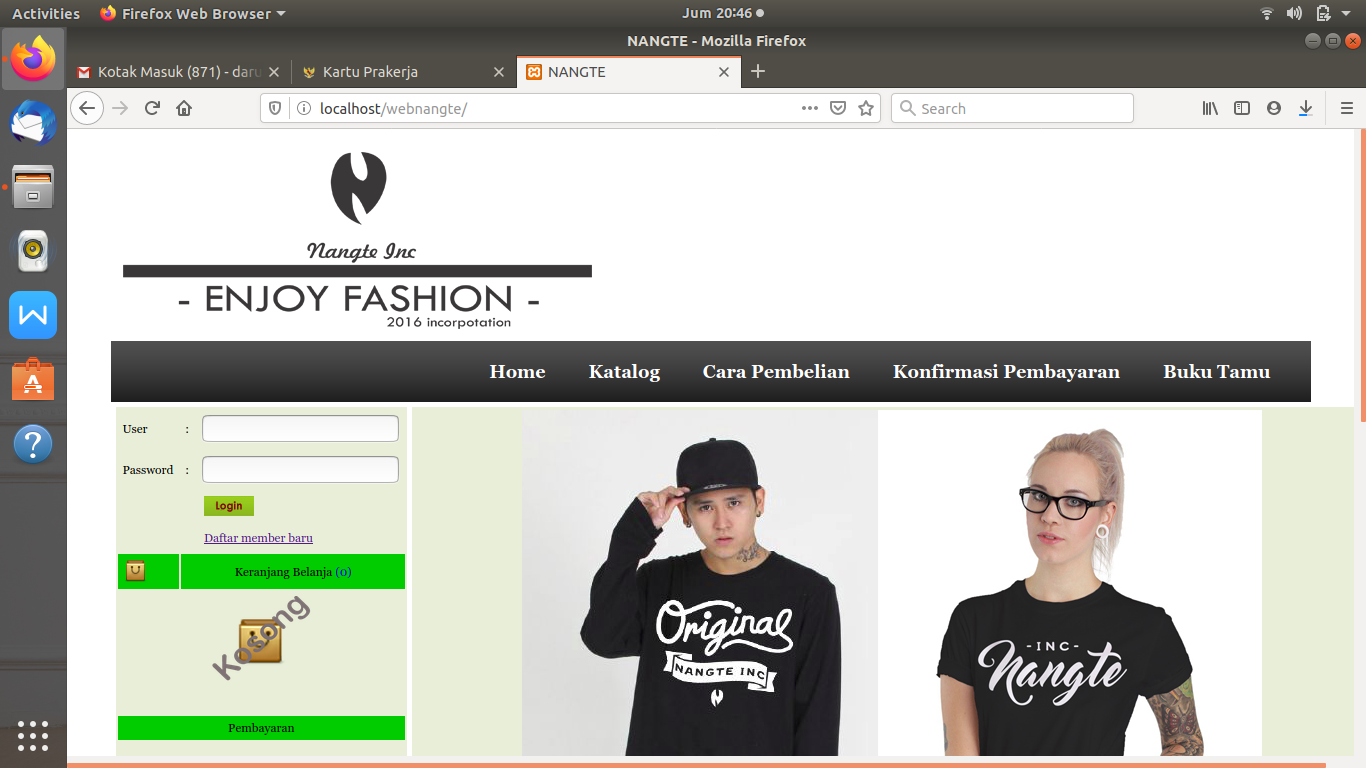 Activities
Firefox Web Browser
Jum 20:46
NANGTE - Mozilla Firefox
Kotak Masuk (871) - daru
Kartu Prakerja
NANGTE
localhost/webnangte/
Search
Nangte Inc
- ENJOY FASHION -
2016 incorpotation
Home
Katalog
Cara Pembelian
Konfirmasi Pembayaran
Buku Tamu
User :
Password :
Login
Daftar member baru
Keranjang Belanja (0)
Kosong
Pembayaran
Original
NANGTE INC
- INC -
Nangte